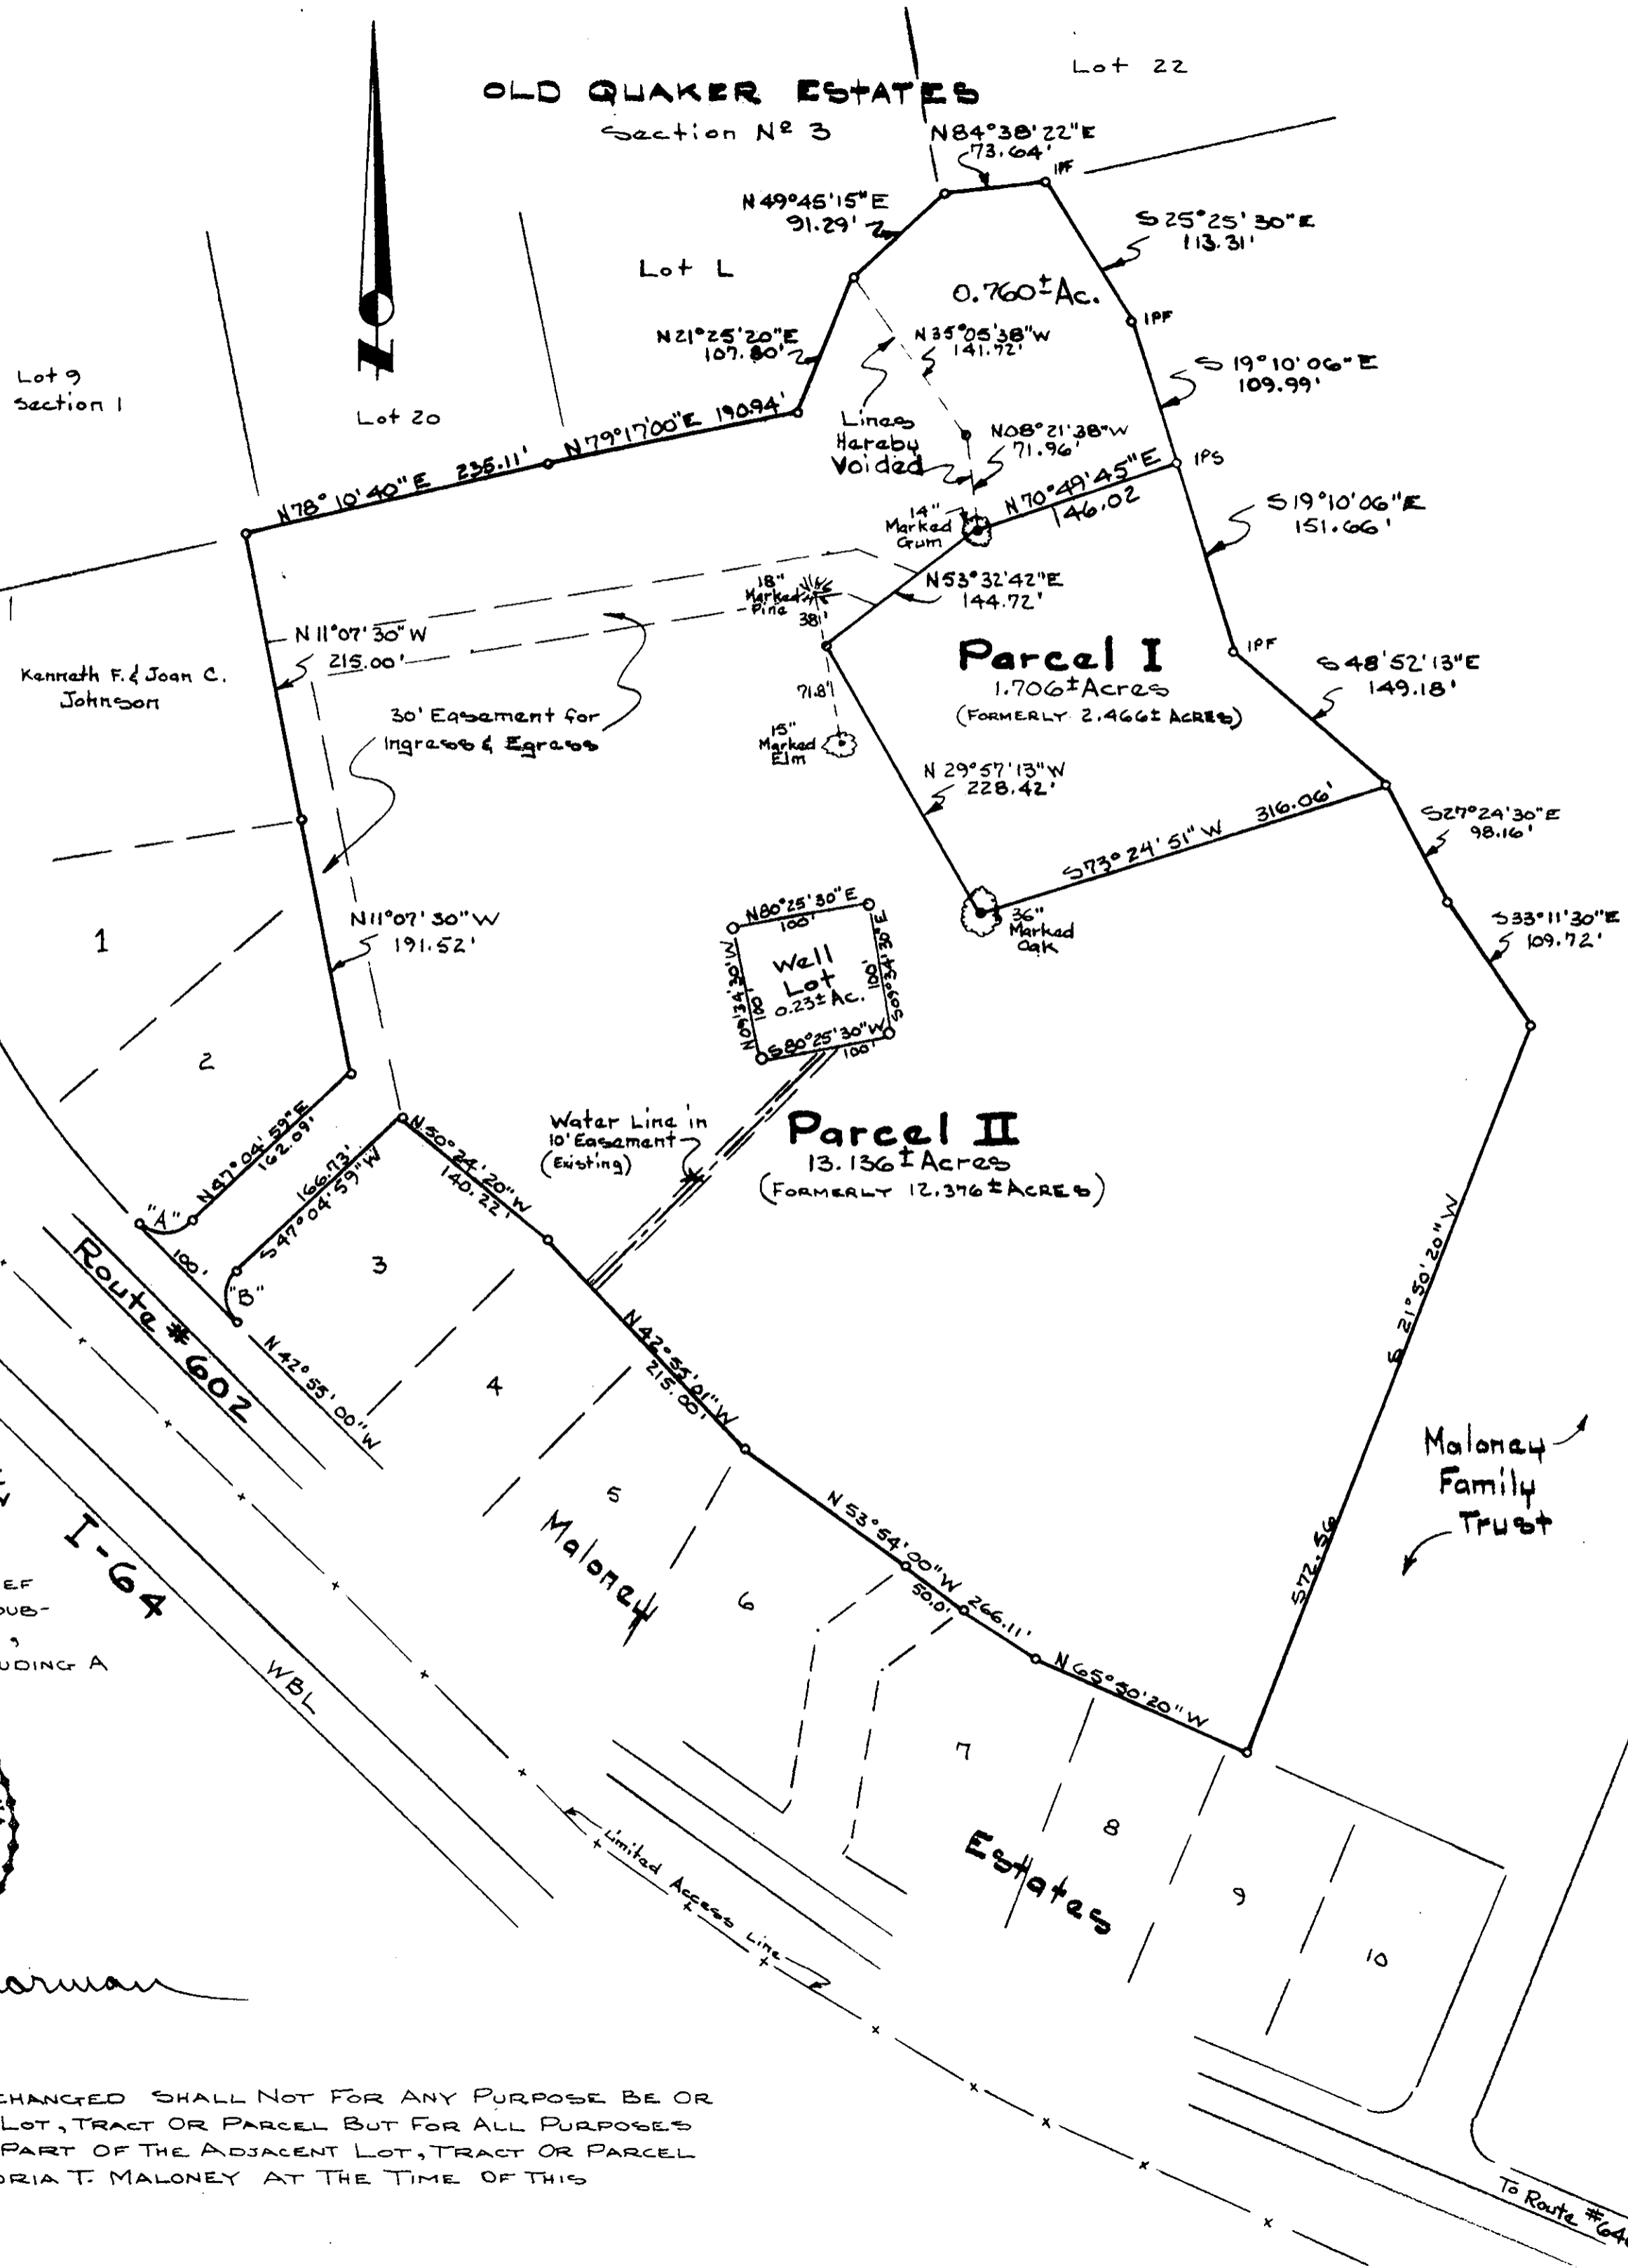 Lot 22
OLD QUAKER ESTATES
Section Nº 3
N84°38'22"E
73.64'
IPF
N49°45'15"E
91.29'
S25°25'30"E
113.31'
Lot L
0.760± Ac.
IPF
N21°25'20"E
107.80'
N35°05'38"W
141.72'
S 19°10'06"E
109.99'
Lot 9
Section 1
Lot 20
N78°10'40"E 235.11'
N79°17'00"E 190.94'
Lines
Hereby
Voided
N08°21'38"W
71.96'
IPS
N70°49'45"E
146.02
14"
Marked
Gum
S19°10'06"E
151.66'
1
18"
Marked
Pine
38'
N53°32'42"E
144.72'
N11°07'30"W
215.00'
Parcel I
1.706± Acres
(FORMERLY 2.466± ACRES)
IPF
S48°52'13"E
149.18'
Kenneth F. & Joan C.
Johnson
30' Easement for
Ingress & Egress
71.8'
15"
Marked
Elm
N 29°57'13"W
228.42'
S73°24'51"W 316.06'
S27°24'30"E
98.16'
36"
Marked
Oak
S33°11'30"E
109.72'
1
N11°07'30"W
191.52'
N80°25'30"E
100'
N09°34'30"W
100'
Well
Lot
0.23± Ac.
S09°34'30"E
100'
S80°25'30"W
100'
2
N47°04'59"E
162.09'
166.73'
S47°04'59"W
N50°24'20"W
140.22'
Water Line in
10' Easement
(Existing)
Parcel II
13.136± Acres
(FORMERLY 12.376± ACRES)
"A"
100'
"B"
3
Route # 602
N42°55'00"W
N42°55'01"W
215.00'
S 21°50'20"W
572.56
4
5
6
Maloney
Family
Trust
Maloney
N 53°54'00"W
50.0'
266.11'
N65°50'20"W
I-64
EF
SUB-
,
UDING A
WBL
7
8
9
10
Estates
Limited Access Line
CHANGED SHALL NOT FOR ANY PURPOSE BE OR
LOT, TRACT OR PARCEL BUT FOR ALL PURPOSES
PART OF THE ADJACENT LOT, TRACT OR PARCEL
ORIA T. MALONEY AT THE TIME OF THIS
To Route #64